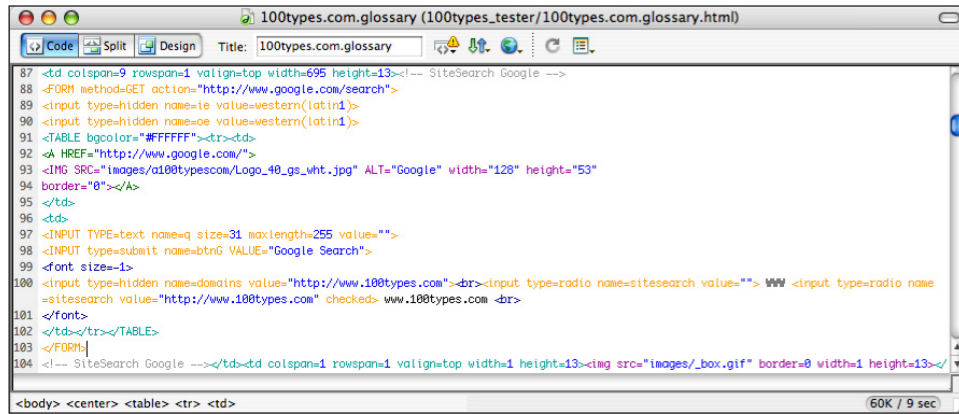 100types.com.glossary (100types_tester/100types.com.glossary.html)
Code Split Design Title: 100types.com.glossary
87 <td colspan=9 rowspan=1 valign=top width=695 height=13><!-- SiteSearch Google -->
88 <FORM method=GET action="http://www.google.com/search">
89 <input type=hidden name=ie value=western(latin1)>
90 <input type=hidden name=oe value=western(latin1)>
91 <TABLE bgcolor="#FFFFFF"><tr><td>
92 <A HREF="http://www.google.com/">
93 <IMG SRC="images/a100typescom/Logo_40_gs_wht.jpg" ALT="Google" width="128" height="53"
94 border="0"></A>
95 </td>
96 <td>
97 <INPUT TYPE=text name=q size=31 maxlength=255 value="">
98 <INPUT type=submit name=btnG VALUE="Google Search">
99 <font size=-1>
100 <input type=hidden name=domains value="http://www.100types.com"><br><input type=radio name=sitesearch value=""> WWW <input type=radio name
=sitesearch value="http://www.100types.com" checked> www.100types.com <br>
101 </font>
102 </td></tr></TABLE>
103 </FORM>
104 <!-- SiteSearch Google --></td><td colspan=1 rowspan=1 valign=top width=1 height=13><img src="images/_box.gif" border=0 width=1 height=13></
<body> <center> <table> <tr> <td> 60K / 9 sec